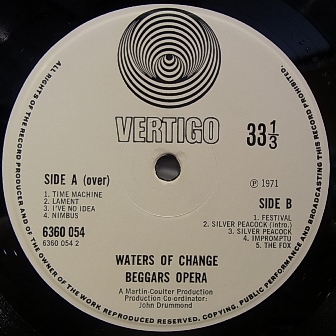 ALL RIGHTS OF THE RECORD PRODUCER AND OF THE OWNER OF THE WORK REPRODUCED RESERVED. COPYING, PUBLIC PERFORMANCE AND BROADCASTING OF THIS RECORD PROHIBITED.
VERTIGO
33 1/3
SIDE A (over)
1. TIME MACHINE
2. LAMENT
3. I'VE NO IDEA
4. NIMBUS
6360 054
6360 054 2
℗ 1971
SIDE B
1. FESTIVAL
2. SILVER PEACOCK (Intro.)
3. SILVER PEACOCK
4. IMPROMPTU
5. THE FOX
WATERS OF CHANGE
BEGGARS OPERA
A Martin-Coulter Production
Production Co-ordinator:
John Drummond